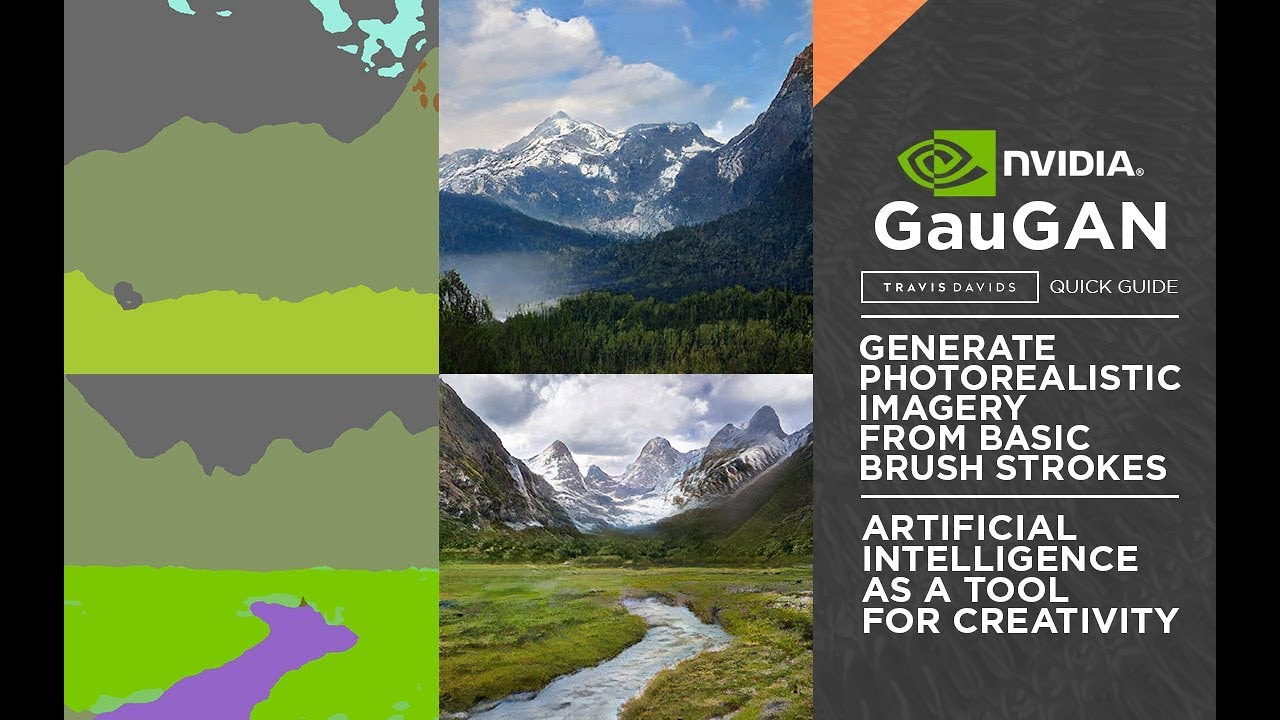 NVIDIA®
GauGAN
TRAVIS DAVIDS QUICK GUIDE
GENERATE
PHOTOREALISTIC
IMAGERY
FROM BASIC
BRUSH STROKES
ARTIFICIAL
INTELLIGENCE
AS A TOOL
FOR CREATIVITY